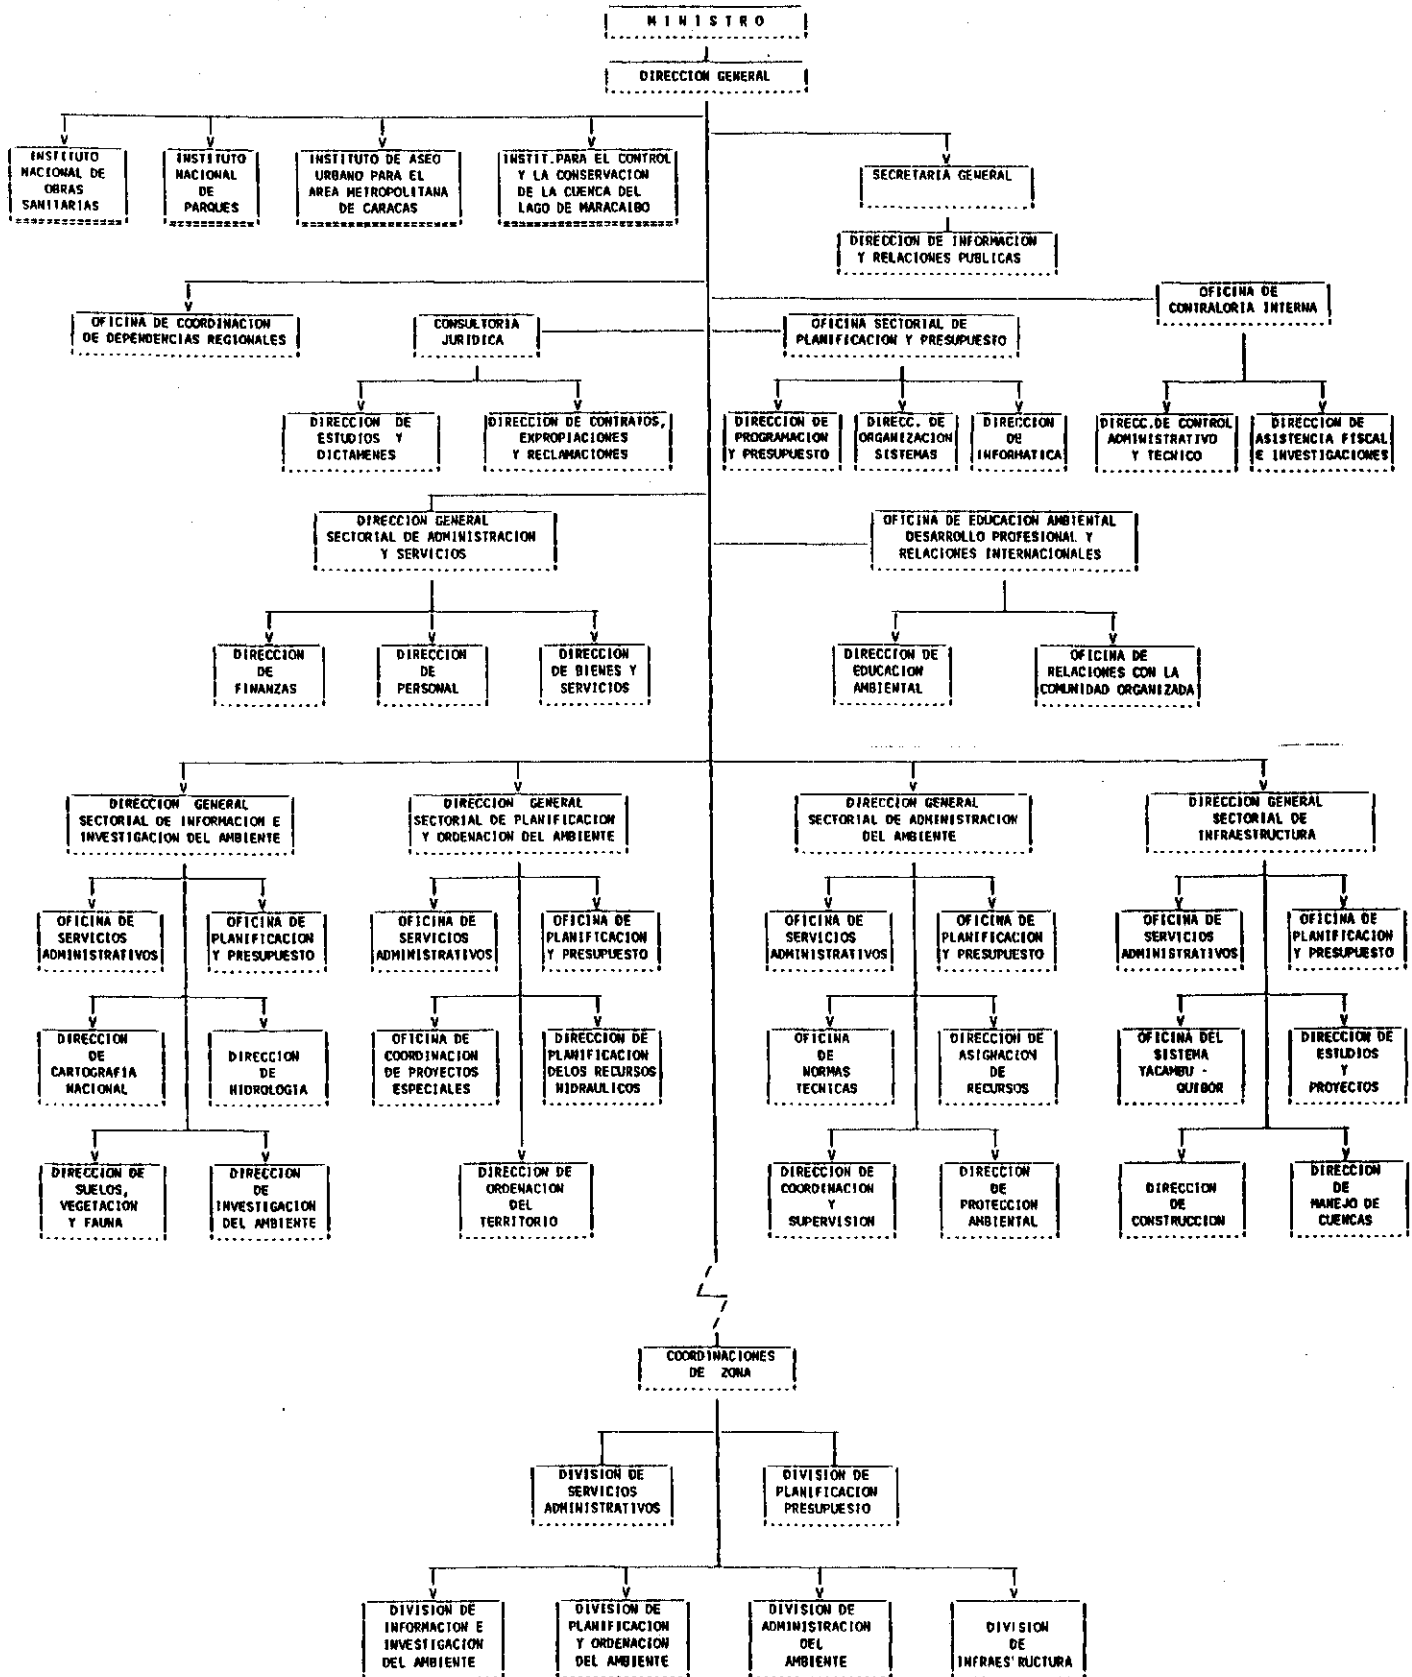 MINISTRO
DIRECCION GENERAL
INSTITUTO
NACIONAL DE
OBRAS
SANITARIAS
INSTITUTO
NACIONAL
DE
PARQUES
INSTITUTO DE ASEO
URBANO PARA EL
AREA METROPOLITANA
DE CARACAS
INSTIT.PARA EL CONTROL
Y LA CONSERVACION
DE LA CUENCA DEL
LAGO DE MARACAIBO
SECRETARIA GENERAL
DIRECCION DE INFORMACION
Y RELACIONES PUBLICAS
OFICINA DE COORDINACION
DE DEPENDENCIAS REGIONALES
CONSULTORIA
JURIDICA
OFICINA SECTORIAL DE
PLANIFICACION Y PRESUPUESTO
OFICINA DE
CONTRALORIA INTERNA
DIRECCION DE
ESTUDIOS Y
DICTAMENES
DIRECCION DE CONTRATOS,
EXPROPIACIONES
Y RECLAMACIONES
DIRECCION DE
PROGRAMACION
Y PRESUPUESTO
DIRECC. DE
ORGANIZACION
SISTEMAS
DIRECCION
DE
INFORMATICA
DIRECC.DE CONTROL
ADMINISTRATIVO
Y TECNICO
DIRECCION DE
ASISTENCIA FISCAL
E INVESTIGACIONES
DIRECCION GENERAL
SECTORIAL DE ADMINISTRACION
Y SERVICIOS
OFICINA DE EDUCACION AMBIENTAL
DESARROLLO PROFESIONAL Y
RELACIONES INTERNACIONALES
DIRECCION
DE
FINANZAS
DIRECCION
DE
PERSONAL
DIRECCION
DE BIENES Y
SERVICIOS
DIRECCION DE
EDUCACION
AMBIENTAL
OFICINA DE
RELACIONES CON LA
COMUNIDAD ORGANIZADA
DIRECCION GENERAL
SECTORIAL DE INFORMACION E
INVESTIGACION DEL AMBIENTE
DIRECCION GENERAL
SECTORIAL DE PLANIFICACION
Y ORDENACION DEL AMBIENTE
DIRECCION GENERAL
SECTORIAL DE ADMINISTRACION
DEL AMBIENTE
DIRECCION GENERAL
SECTORIAL DE
INFRAESTRUCTURA
OFICINA DE
SERVICIOS
ADMINISTRATIVOS
OFICINA DE
PLANIFICACION
Y PRESUPUESTO
OFICINA DE
SERVICIOS
ADMINISTRATIVOS
OFICINA DE
PLANIFICACION
Y PRESUPUESTO
OFICINA DE
SERVICIOS
ADMINISTRATIVOS
OFICINA DE
PLANIFICACION
Y PRESUPUESTO
OFICINA DE
SERVICIOS
ADMINISTRATIVOS
OFICINA DE
PLANIFICACION
Y PRESUPUESTO
DIRECCION
DE
CARTOGRAFIA
NACIONAL
DIRECCION
DE
HIDROLOGIA
OFICINA DE
COORDINACION
DE PROYECTOS
ESPECIALES
DIRECCION DE
PLANIFICACION
DELOS RECURSOS
HIDRAULICOS
OFICINA
DE
NORMAS
TECNICAS
DIRECCION DE
ASIGNACION
DE
RECURSOS
OFICINA DEL
SISTEMA
YACAMBU -
QUIBOR
DIRECCION DE
ESTUDIOS
Y
PROYECTOS
DIRECCION DE
SUELOS,
VEGETACION
Y FAUNA
DIRECCION
DE
INVESTIGACION
DEL AMBIENTE
DIRECCION DE
ORDENACION
DEL
TERRITORIO
DIRECCION DE
COORDINACION
Y
SUPERVISION
DIRECCION
DE
PROTECCION
AMBIENTAL
DIRECCION
DE
CONSTRUCCION
DIRECCION
DE
MANEJO DE
CUENCAS
COORDINACIONES
DE ZONA
DIVISION DE
SERVICIOS
ADMINISTRATIVOS
DIVISION DE
PLANIFICACION
PRESUPUESTO
DIVISION DE
INFORMACION E
INVESTIGACION
DEL AMBIENTE
DIVISION DE
PLANIFICACION
Y ORDENACION
DEL AMBIENTE
DIVISION DE
ADMINISTRACION
DEL
AMBIENTE
DIVISION
DE
INFRAES'RUCTURA